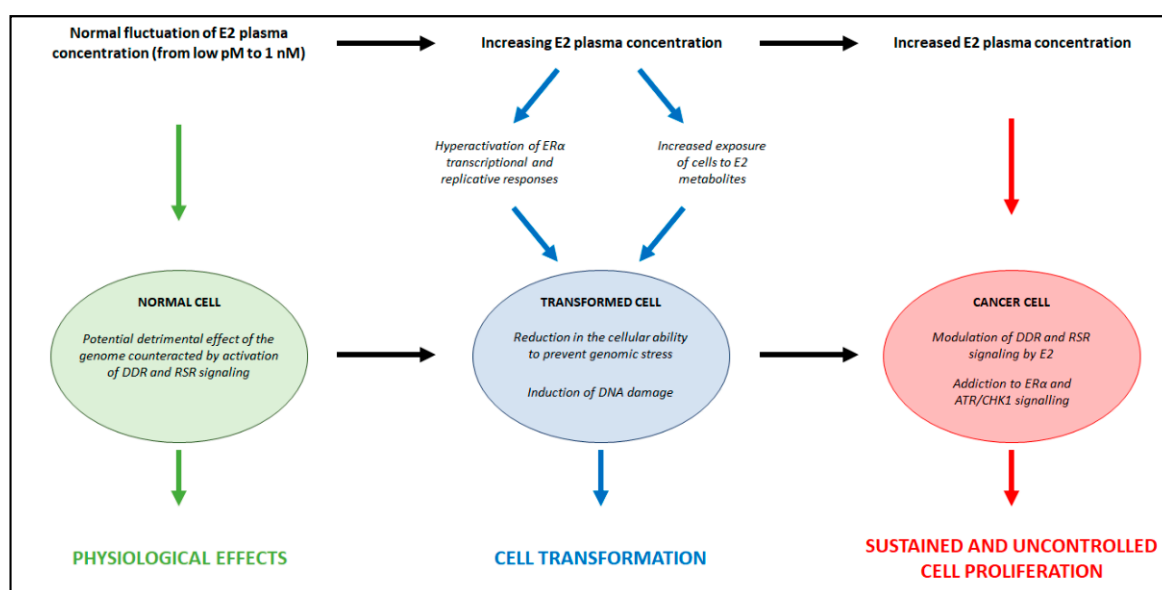 Normal fluctuation of E2 plasma
concentration (from low pM to 1 nM)
Increasing E2 plasma concentration
Increased E2 plasma concentration
Hyperactivation of ERα
transcriptional and
replicative responses
Increased exposure
of cells to E2
metabolites
NORMAL CELL
Potential detrimental effect of the
genome counteracted by activation
of DDR and RSR signaling
TRANSFORMED CELL
Reduction in the cellular ability
to prevent genomic stress
Induction of DNA damage
CANCER CELL
Modulation of DDR and RSR
signaling by E2
Addiction to ERα and
ATR/CHK1 signalling
PHYSIOLOGICAL EFFECTS
CELL TRANSFORMATION
SUSTAINED AND UNCONTROLLED
CELL PROLIFERATION